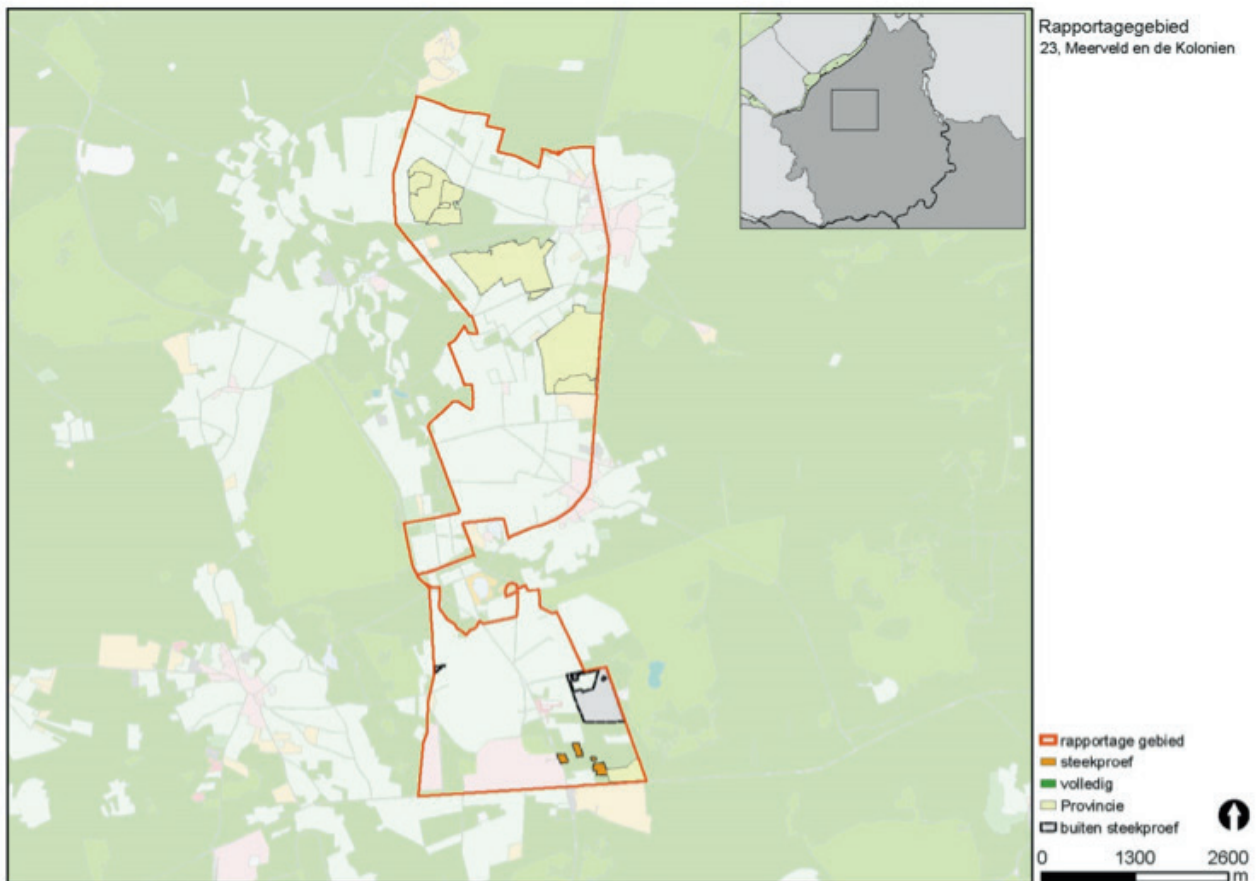 Rapportagegebied
23, Meerveld en de Kolonien
rapportage gebied
steekproef
volledig
Provincie
buiten steekproef
0 1300 2600
m